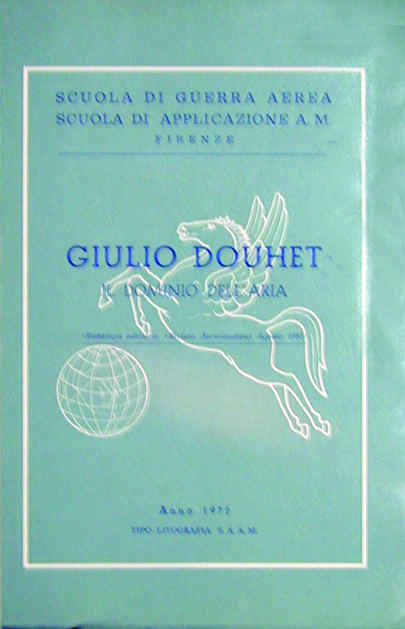 SCUOLA DI GUERRA AEREA
SCUOLA DI APPLICAZIONE A. M.
FIRENZE
GIULIO DOUHET
IL DOMINIO DELL'ARIA
Anno 1972
TIPO-LITOGRAFIA S. A. A. M.